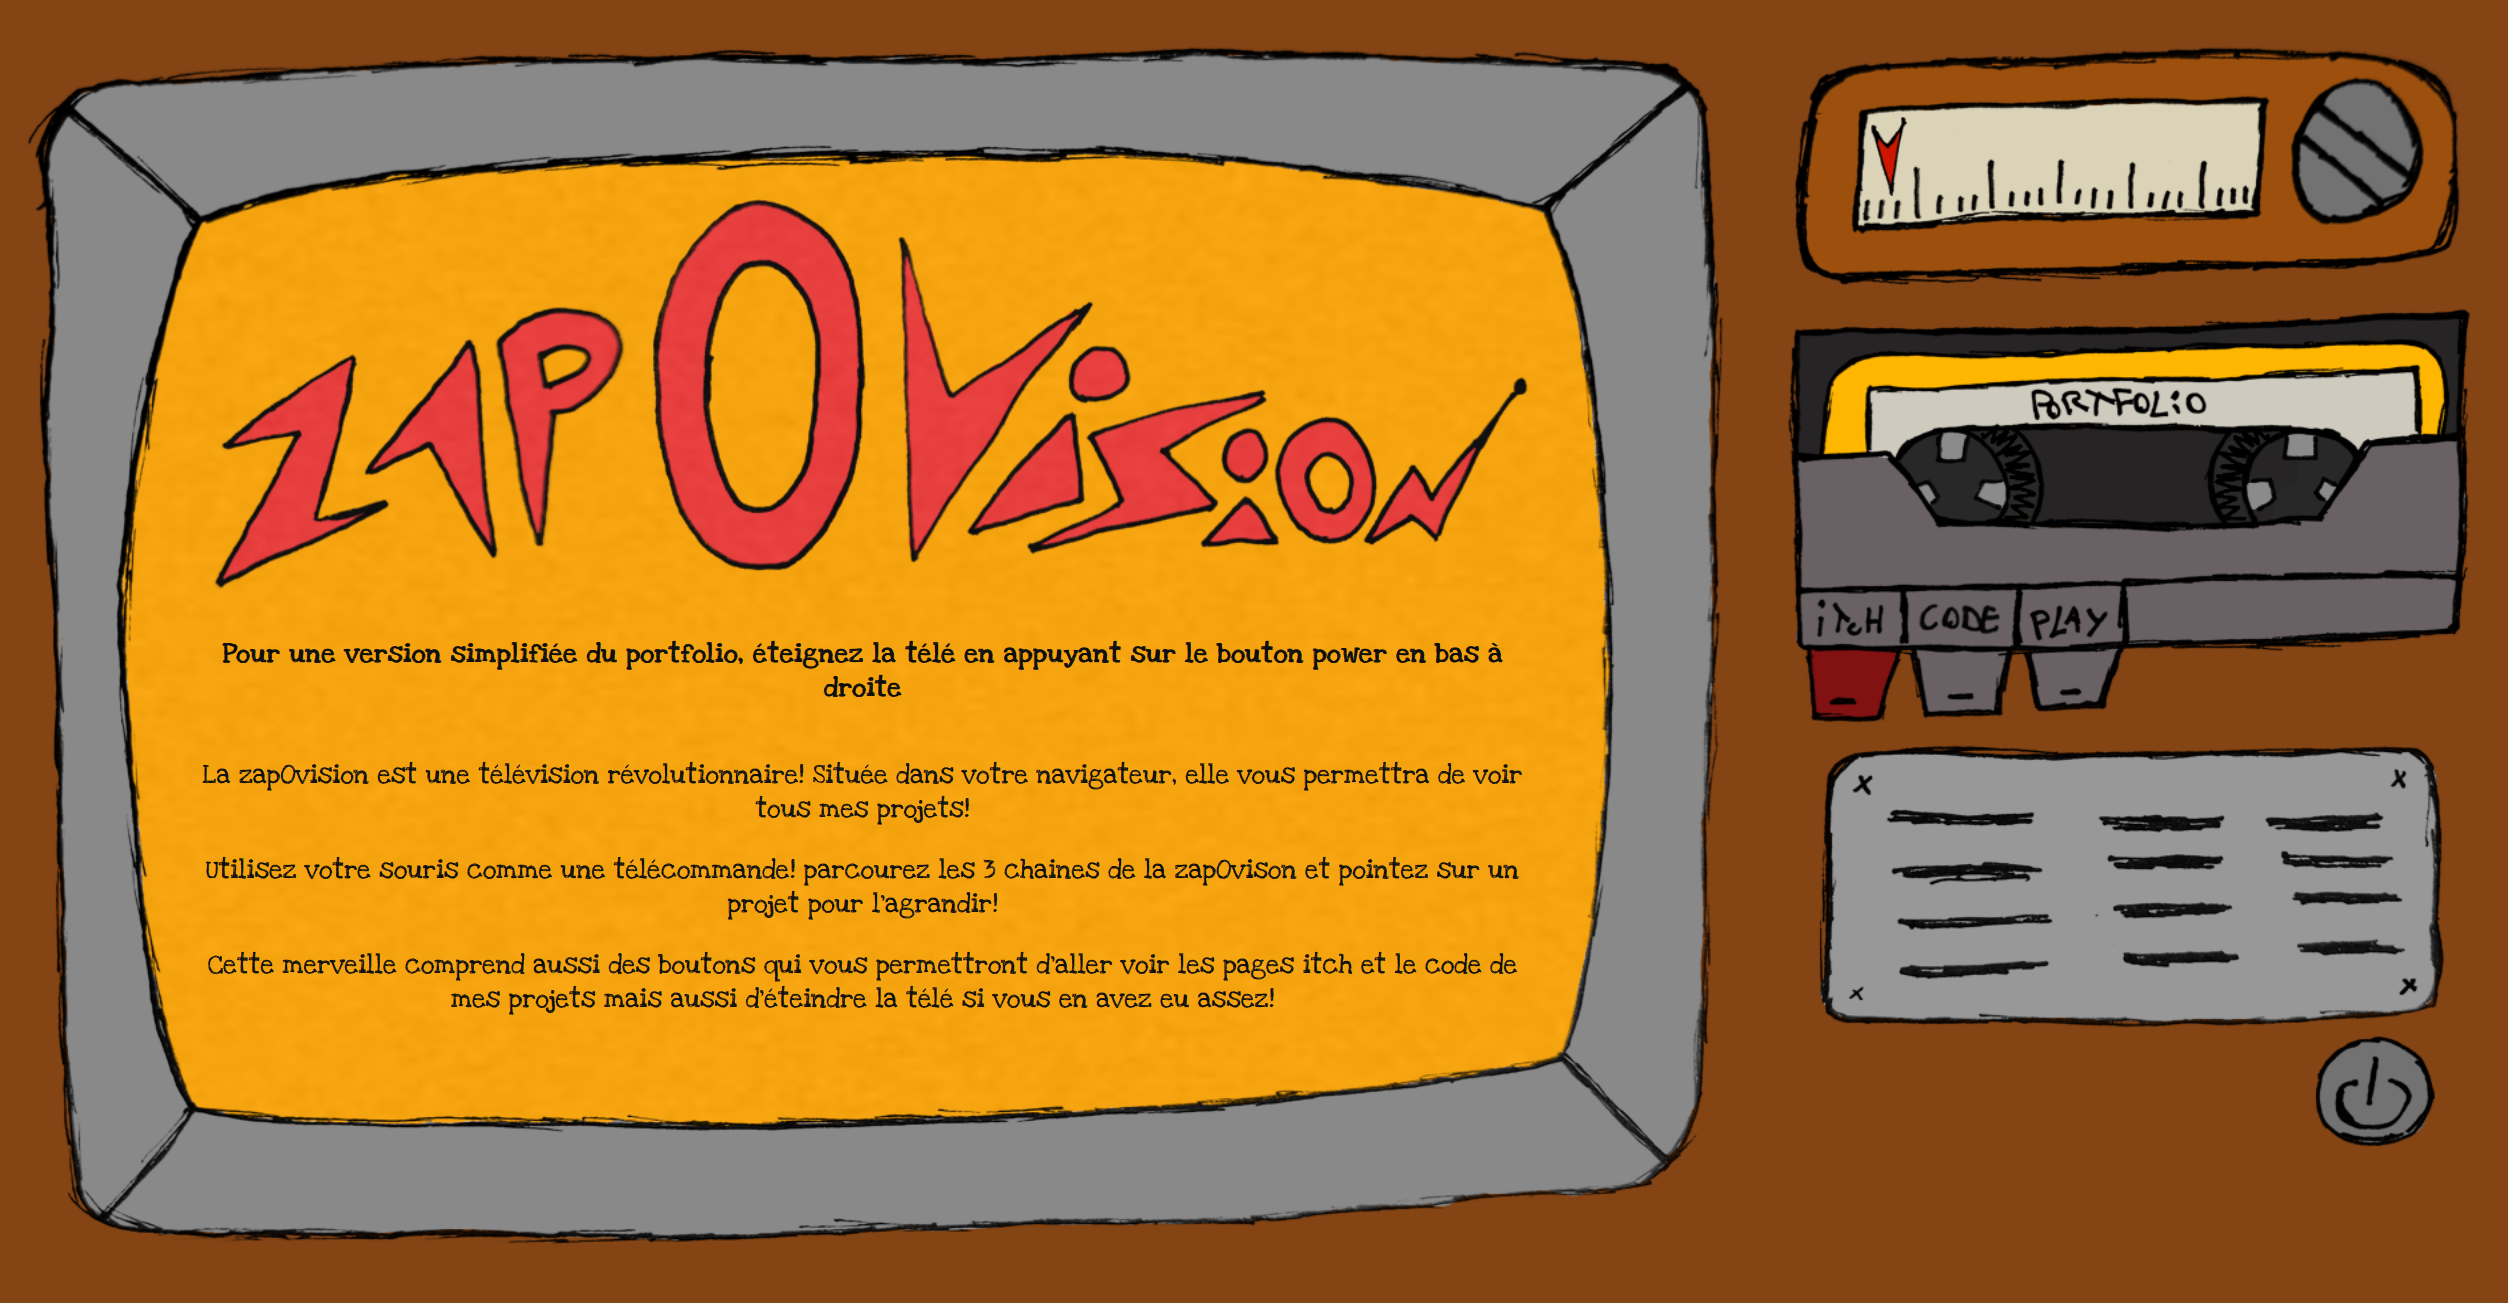 ZAPOViSiON
Pour une version simplifiée du portfolio, éteignez la télé en appuyant sur le bouton power en bas à
droite
La zapOvision est une télévision révolutionnaire! Située dans votre navigateur, elle vous permettra de voir
tous mes projets!
Utilisez votre souris comme une télécommande! parcourez les 3 chaines de la zapOvison et pointez sur un
projet pour l'agrandir!
Cette merveille comprend aussi des boutons qui vous permettront d'aller voir les pages itch et le code de
mes projets mais aussi d'éteindre la télé si vous en avez eu assez!
PORTFOLiO
iTcH CODE PLAY